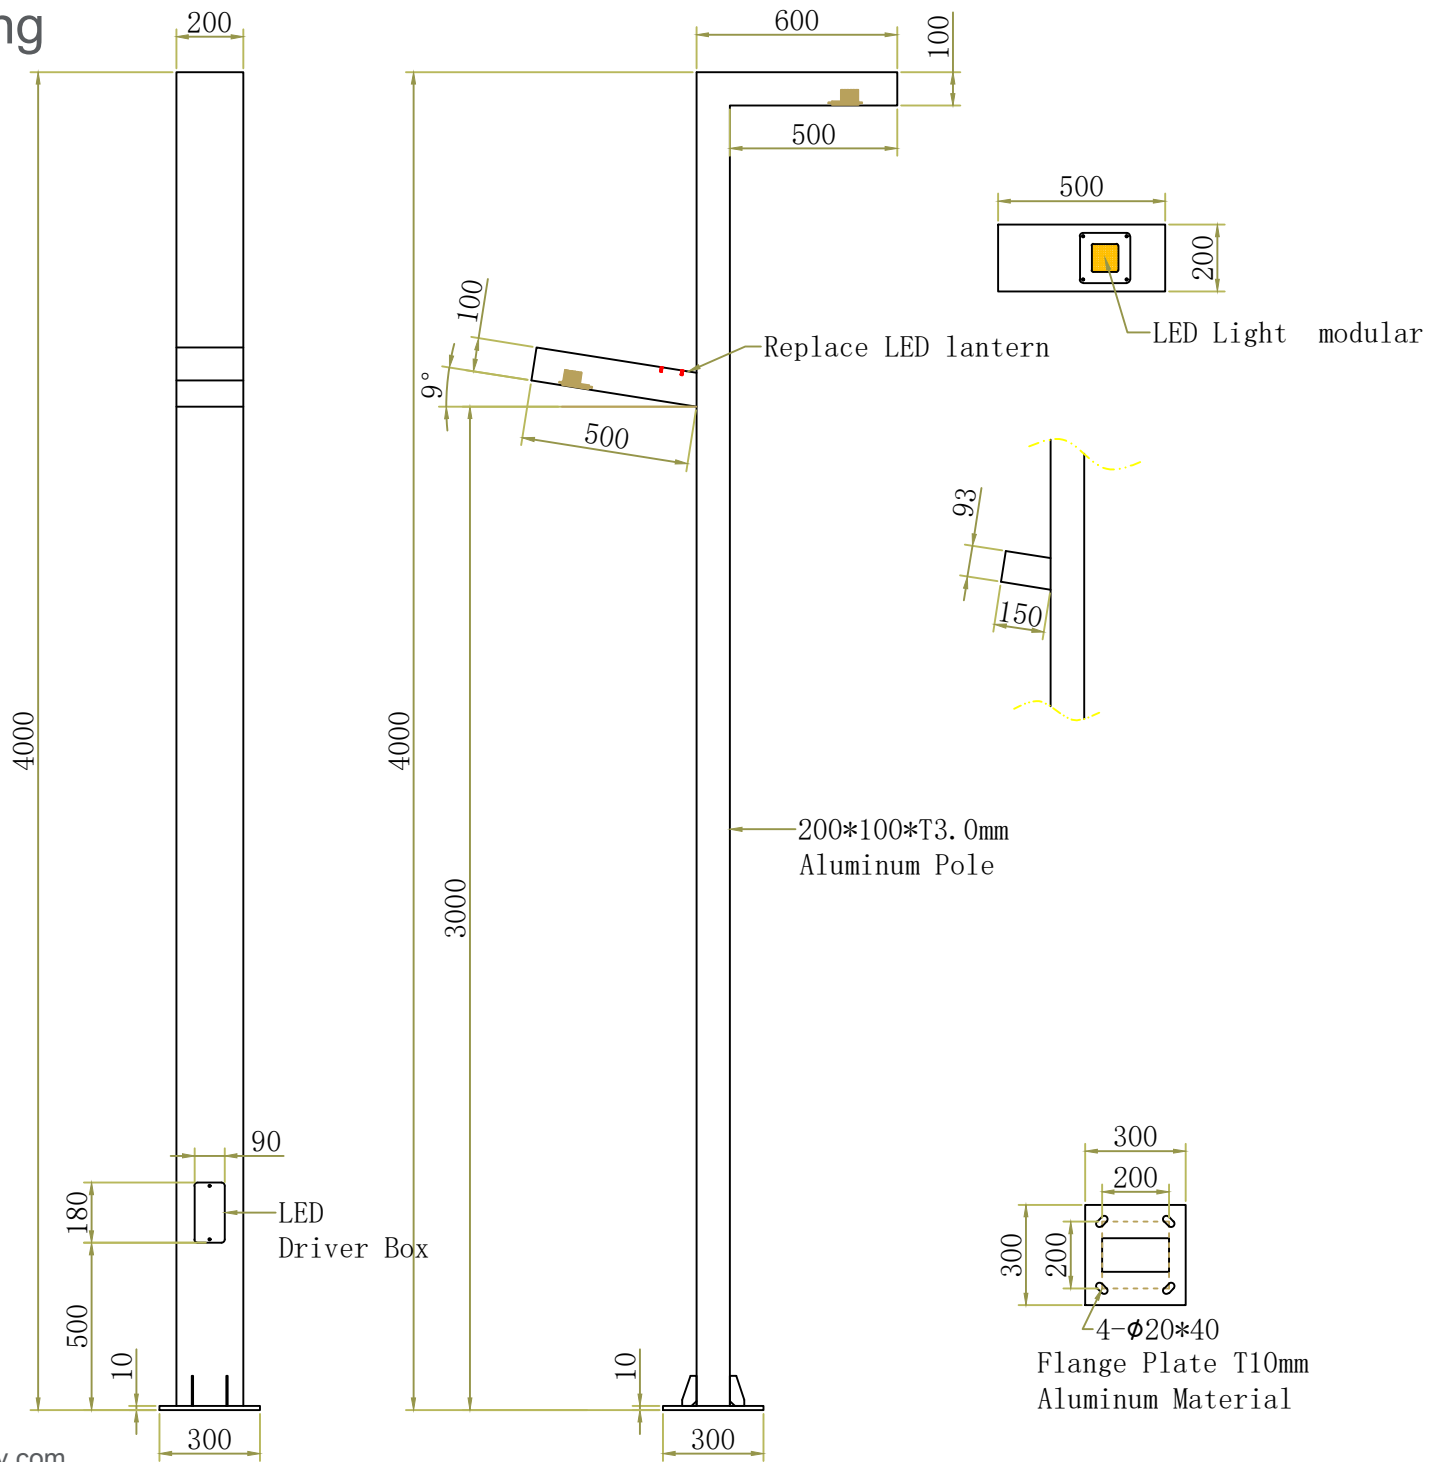 ng
200
600
100
500
500
200
LED Light modular
100
Replace LED lantern
9°
500
93
150
4000
4000
3000
200*100*T3.0mm
Aluminum Pole
90
180
LED
Driver Box
500
10
300
10
300
300
200
300
200
4-ϕ20*40
Flange Plate T10mm
Aluminum Material
y.com